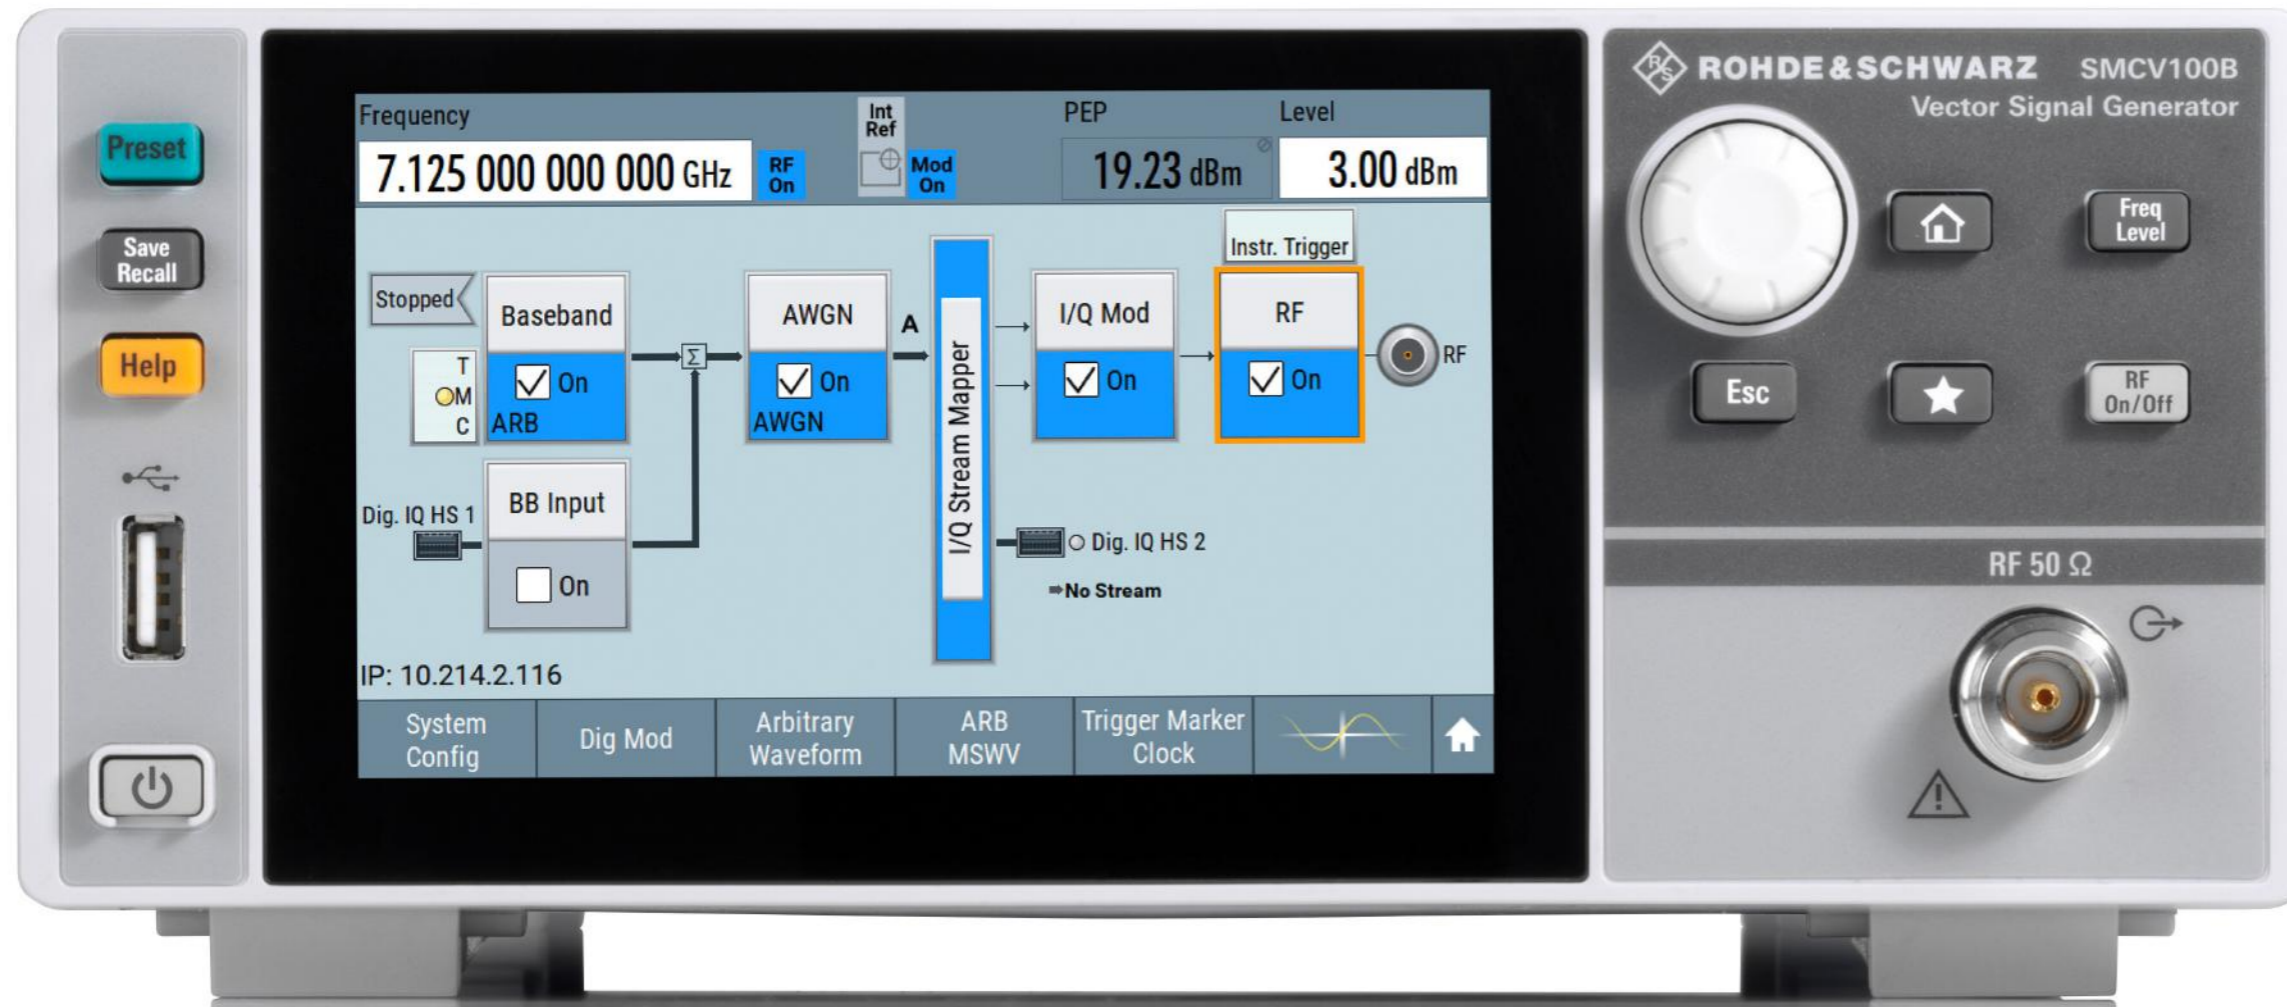 ROHDE & SCHWARZ SMCV100B
Vector Signal Generator
Preset
Save
Recall
Help
Frequency
7.125 000 000 000 GHz
RF
On
Int
Ref
Mod
On
PEP
19.23 dBm
Level
3.00 dBm
Stopped
Baseband
On
ARB
T
M
C
Σ
AWGN
On
AWGN
A
I/Q Stream Mapper
I/Q Mod
On
Instr. Trigger
RF
On
RF
Dig. IQ HS 1
BB Input
On
Dig. IQ HS 2
No Stream
IP: 10.214.2.116
System
Config
Dig Mod
Arbitrary
Waveform
ARB
MSWV
Trigger Marker
Clock
Freq
Level
Esc
RF
On/Off
RF 50 Ω